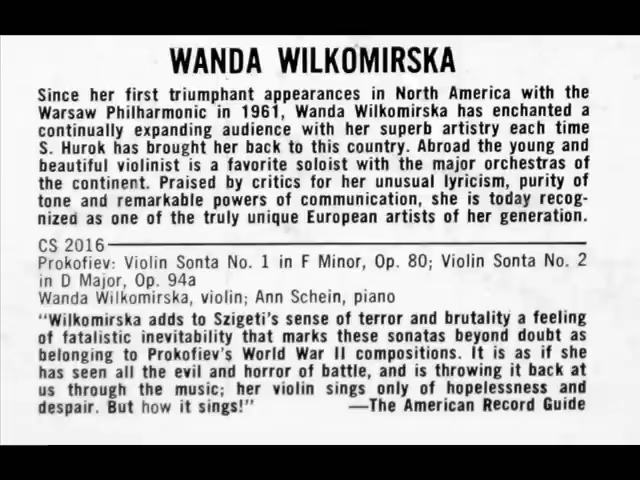 WANDA WILKOMIRSKA
Since her first triumphant appearances in North America with the
Warsaw Philharmonic in 1961, Wanda Wilkomirska has enchanted a
continually expanding audience with her superb artistry each time
S. Hurok has brought her back to this country. Abroad the young and
beautiful violinist is a favorite soloist with the major orchestras of
the continent. Praised by critics for her unusual lyricism, purity of
tone and remarkable powers of communication, she is today recog-
nized as one of the truly unique European artists of her generation.
CS 2016
Prokofiev: Violin Sonta No. 1 in F Minor, Op. 80; Violin Sonta No. 2
in D Major, Op. 94a
Wanda Wilkomirska, violin; Ann Schein, piano
"Wilkomirska adds to Szigeti's sense of terror and brutality a feeling
of fatalistic inevitability that marks these sonatas beyond doubt as
belonging to Prokofiev's World War II compositions. It is as if she
has seen all the evil and horror of battle, and is throwing it back at
us through the music; her violin sings only of hopelessness and
despair. But how it sings!" —The American Record Guide